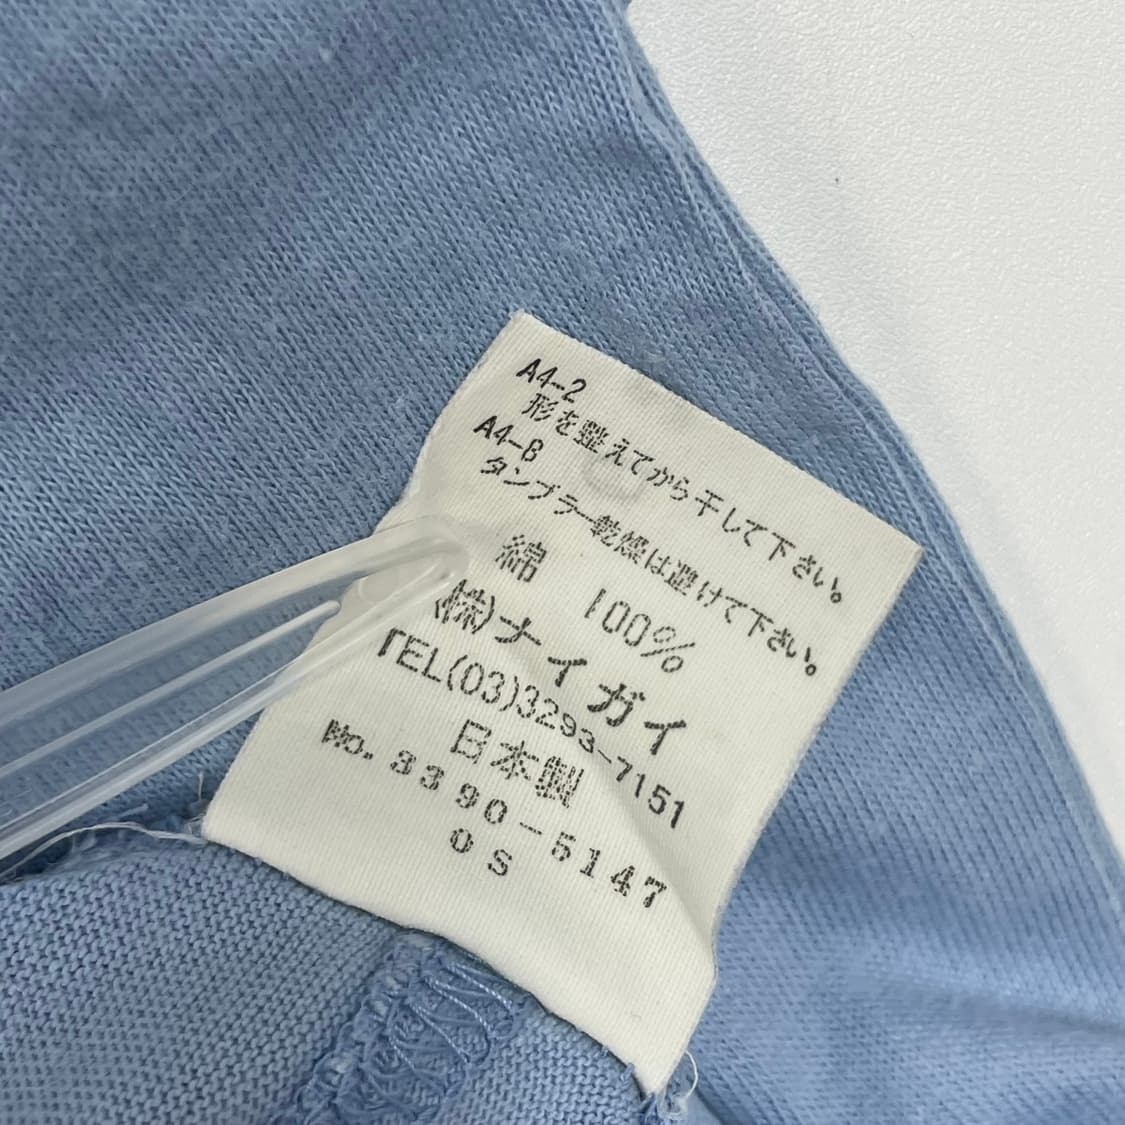 A4-2
形を整えてから干して下さい。
A4-B
タンブラー乾燥は避けて下さい。
綿 100%
(株)ナイガイ
TEL(03)3293-7151
日本製
No. 3390-5147
OS